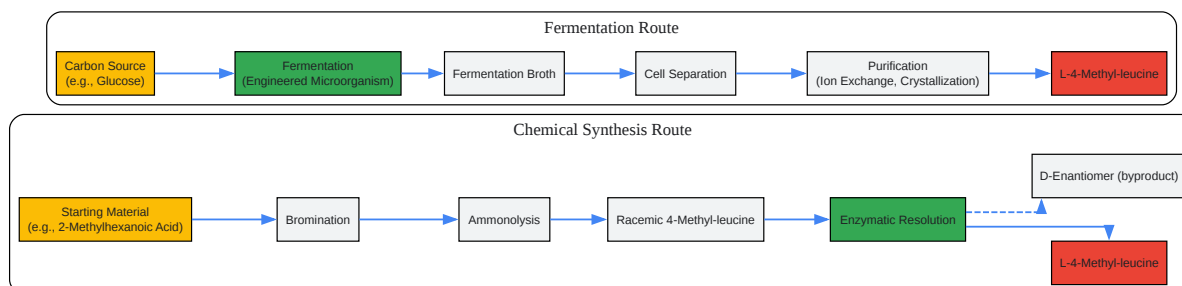 Fermentation Route
Carbon Source
(e.g., Glucose)
Fermentation
(Engineered Microorganism)
Fermentation Broth
Cell Separation
Purification
(Ion Exchange, Crystallization)
L-4-Methyl-leucine
Chemical Synthesis Route
D-Enantiomer (byproduct)
Starting Material
(e.g., 2-Methylhexanoic Acid)
Bromination
Ammonolysis
Racemic 4-Methyl-leucine
Enzymatic Resolution
L-4-Methyl-leucine